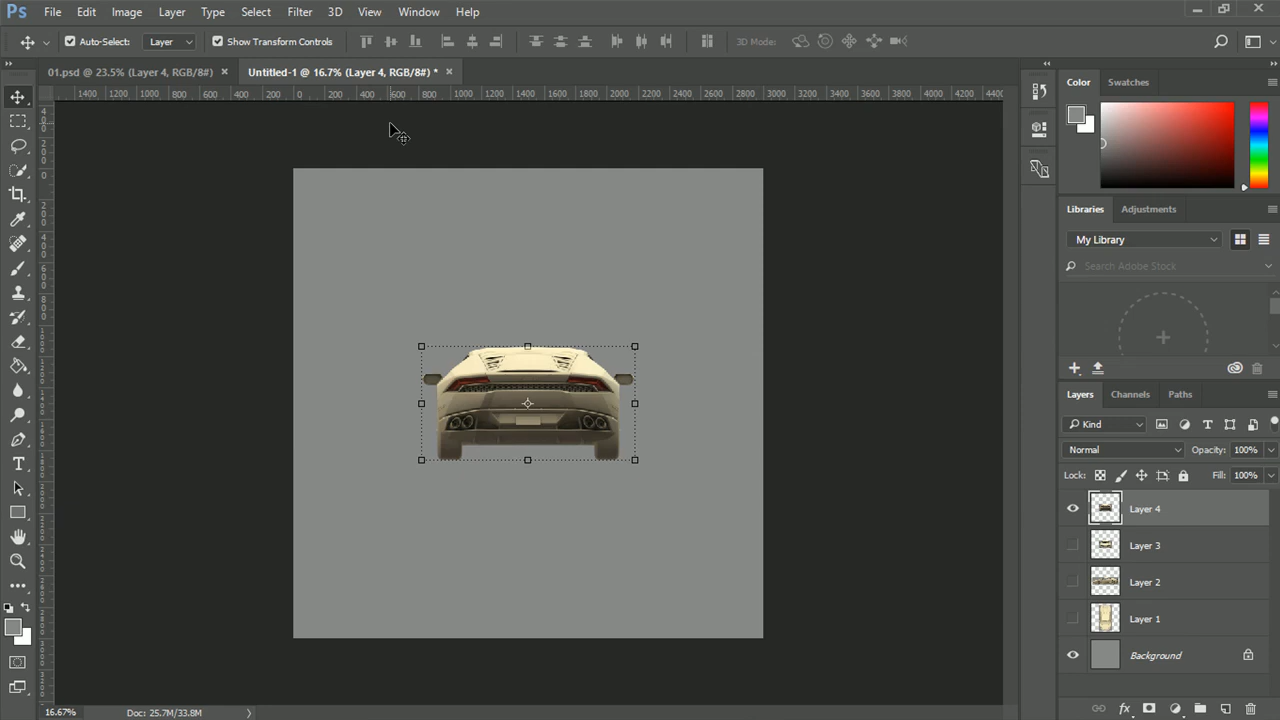 Ps File Edit Image Layer Type Select Filter 3D View Window Help
Auto-Select: Layer Show Transform Controls 3D Mode:
01.psd @ 23.5% (Layer 4, RGB/8#) × Untitled-1 @ 16.7% (Layer 4, RGB/8#) * ×
1400 1200 1000 800 600 400 200 0 200 400 600 800 1000 1200 1400 1600 1800 2000 2200 2400 2600 2800 3000 3200 3400 3600 3800 4000 4200 4400
Color Swatches
Libraries Adjustments
My Library
Search Adobe Stock
Layers Channels Paths
Kind
Normal Opacity: 100%
Lock: Fill: 100%
Layer 4
Layer 3
Layer 2
Layer 1
Background
16.67% Doc: 25.7M/33.8M